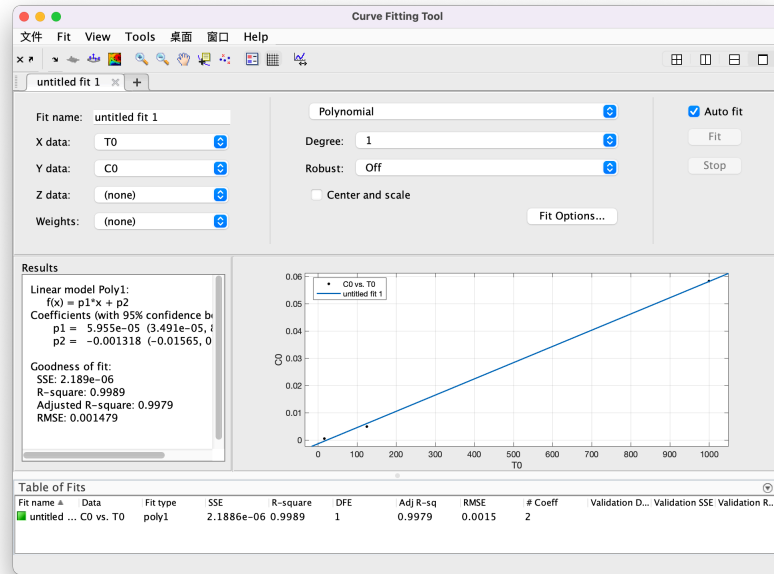 Curve Fitting Tool
文件 Fit View Tools 桌面 窗口 Help
untitled fit 1
Fit name: untitled fit 1
X data: T0
Y data: C0
Z data: (none)
Weights: (none)
Polynomial
Degree: 1
Robust: Off
Center and scale
Fit Options...
Auto fit
Fit
Stop
Results
Linear model Poly1:
f(x) = p1*x + p2
Coefficients (with 95% confidence
p1 = 5.955e-05 (3.491e-05,
p2 = -0.001318 (-0.01565, 0
Goodness of fit:
SSE: 2.189e-06
R-square: 0.9989
Adjusted R-square: 0.9979
RMSE: 0.001479
C0 vs. T0
untitled fit 1
0.06
0.05
0.04
0.03
0.02
0.01
0
C0
0 100 200 300 400 500 600 700 800 900 1000
T0
Table of Fits
Fit name Data Fit type SSE R-square DFE Adj R-sq RMSE # Coeff Validation D... Validation SSE Validation R...
untitled ... C0 vs. T0 poly1 2.1886e-06 0.9989 1 0.9979 0.0015 2